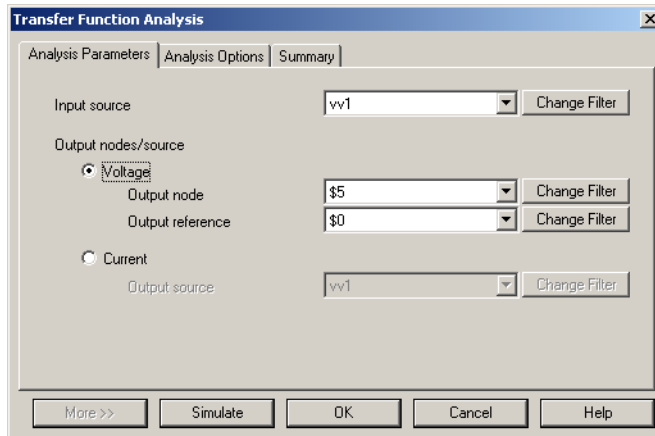 Transfer Function Analysis
Analysis Parameters Analysis Options Summary
Input source vv1 Change Filter
Output nodes/source
Voltage
Output node $5 Change Filter
Output reference $0 Change Filter
Current
Output source vv1 Change Filter
More >> Simulate OK Cancel Help